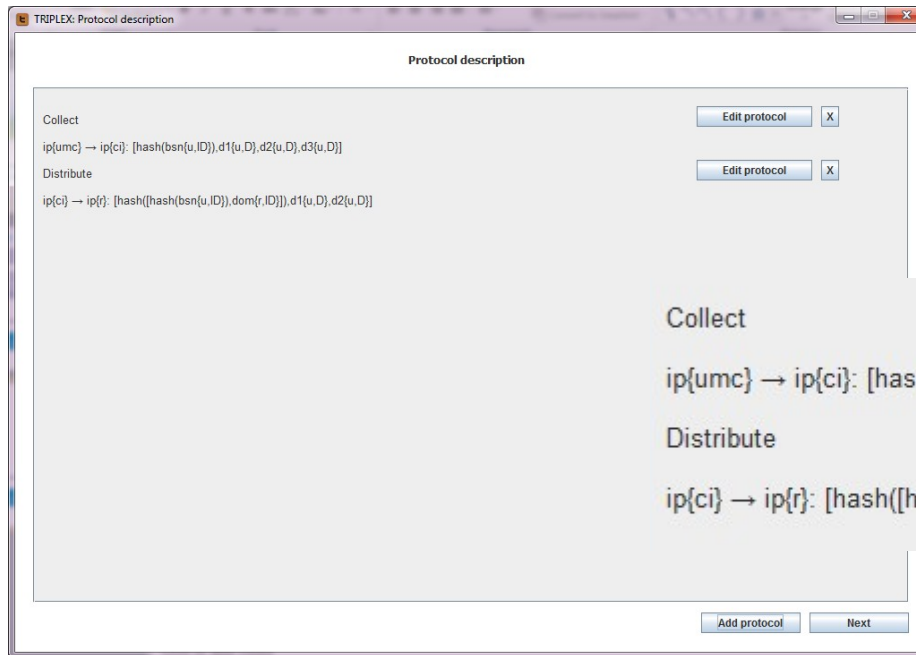 TRIPLEX: Protocol description
Protocol description
Collect
Edit protocol X
ip{umc} → ip{ci}: [hash(bsn{u,ID}),d1{u,D},d2{u,D},d3{u,D}]
Distribute
Edit protocol X
ip{ci} → ip{r}: [hash([hash(bsn{u,ID}),dom{r,ID}]),d1{u,D},d2{u,D}]
Collect
ip{umc} → ip{ci}: [has
Distribute
ip{ci} → ip{r}: [hash([h
Add protocol Next